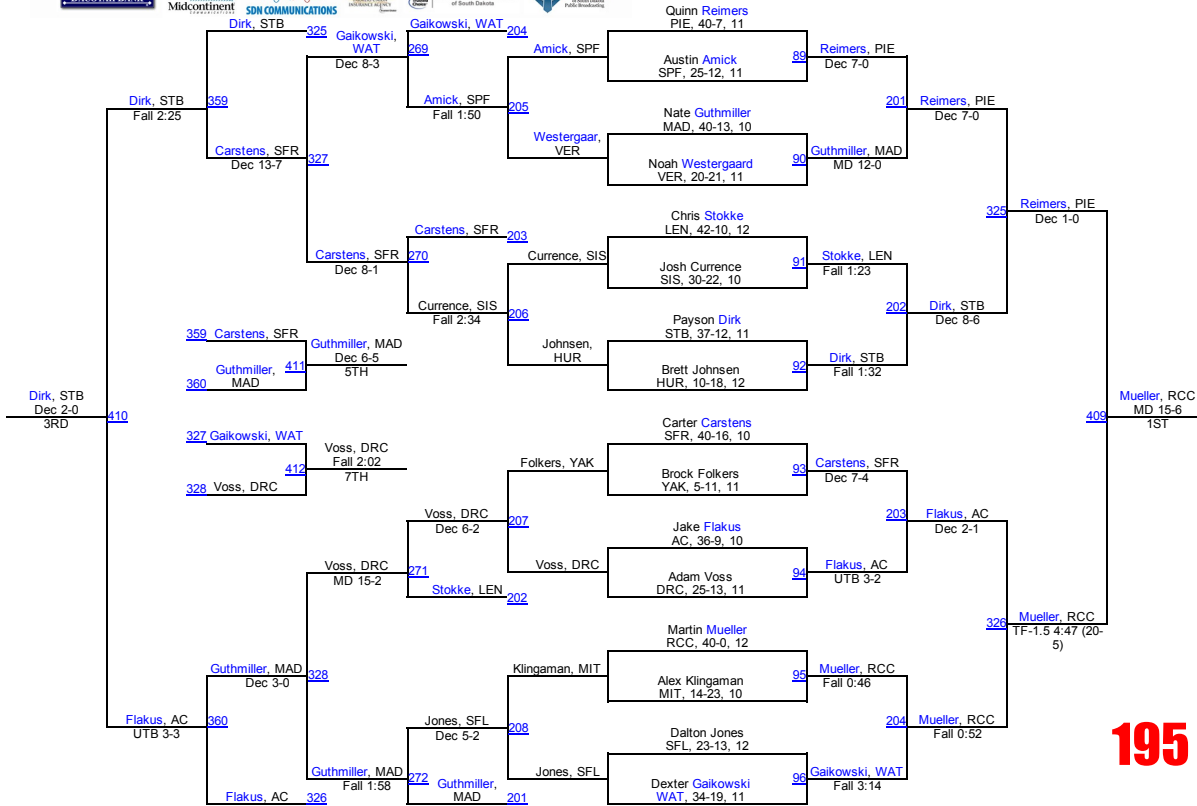 DACOTAH BANK
Midcontinent
COMMUNICATIONS
SDN COMMUNICATIONS
INSURANCE AGENCY
of South Dakota
Public Broadcasting
Dirk, STB
325
Gaikowski,
WAT
Dec 8-3
Gaikowski, WAT
204
269
Quinn Reimers
PIE, 40-7, 11
Amick, SPF
Austin Amick
SPF, 25-12, 11
89
Reimers, PIE
Dec 7-0
Dirk, STB
359
Fall 2:25
Amick, SPF
205
Fall 1:50
201
Reimers, PIE
Dec 7-0
Nate Guthmiller
MAD, 40-13, 10
Carstens, SFR
327
Dec 13-7
Westergaar,
VER
Noah Westergaard
VER, 20-21, 11
90
Guthmiller, MAD
MD 12-0
325
Reimers, PIE
Dec 1-0
Chris Stokke
LEN, 42-10, 12
Carstens, SFR
203
Carstens, SFR
270
Dec 8-1
Currence, SIS
Josh Currence
SIS, 30-22, 10
91
Stokke, LEN
Fall 1:23
Currence, SIS
206
Fall 2:34
202
Dirk, STB
Dec 8-6
Payson Dirk
STB, 37-12, 11
359
Carstens, SFR
Guthmiller, MAD
Dec 6-5
5TH
411
Guthmiller,
MAD
360
Johnsen,
HUR
Brett Johnsen
HUR, 10-18, 12
92
Dirk, STB
Fall 1:32
Dirk, STB
Dec 2-0
3RD
410
409
Mueller, RCC
MD 15-6
1ST
Carter Carstens
SFR, 40-16, 10
327
Gaikowski, WAT
Voss, DRC
Fall 2:02
7TH
412
328
Voss, DRC
Folkers, YAK
Brock Folkers
YAK, 5-11, 11
93
Carstens, SFR
Dec 7-4
Voss, DRC
207
Dec 6-2
203
Flakus, AC
Dec 2-1
Jake Flakus
AC, 36-9, 10
Voss, DRC
271
MD 15-2
Stokke, LEN
202
Voss, DRC
Adam Voss
DRC, 25-13, 11
94
Flakus, AC
UTB 3-2
326
Mueller, RCC
TF-1.5 4:47 (20-
5)
Martin Mueller
RCC, 40-0, 12
Guthmiller, MAD
328
Dec 3-0
Klingaman, MIT
Alex Klingaman
MIT, 14-23, 10
95
Mueller, RCC
Fall 0:46
Flakus, AC
360
UTB 3-3
Jones, SFL
208
Dec 5-2
204
Mueller, RCC
Fall 0:52
Dalton Jones
SFL, 23-13, 12
Guthmiller, MAD
272
Fall 1:58
Guthmiller,
MAD
201
Jones, SFL
Dexter Gaikowski
WAT, 34-19, 11
96
Gaikowski, WAT
Fall 3:14
Flakus, AC
326
195